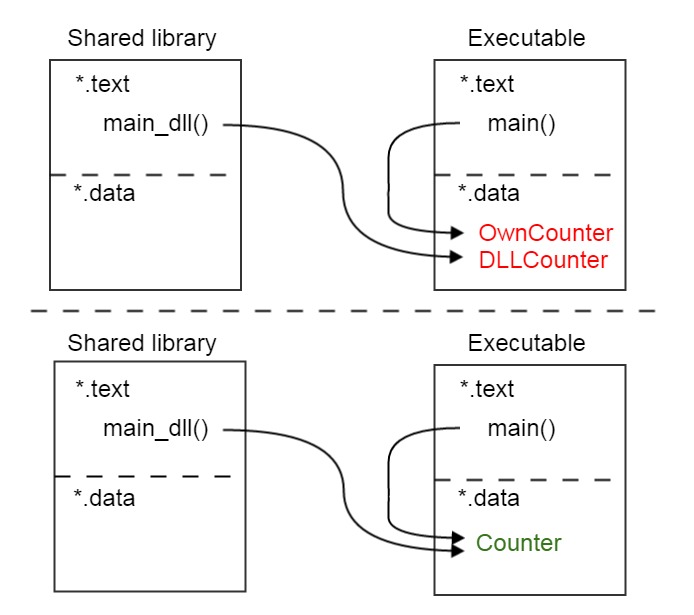 Shared library
Executable
*.text
main_dll()
*.data
*.text
main()
*.data
OwnCounter
DLLCounter
Shared library
Executable
*.text
main_dll()
*.data
*.text
main()
*.data
Counter